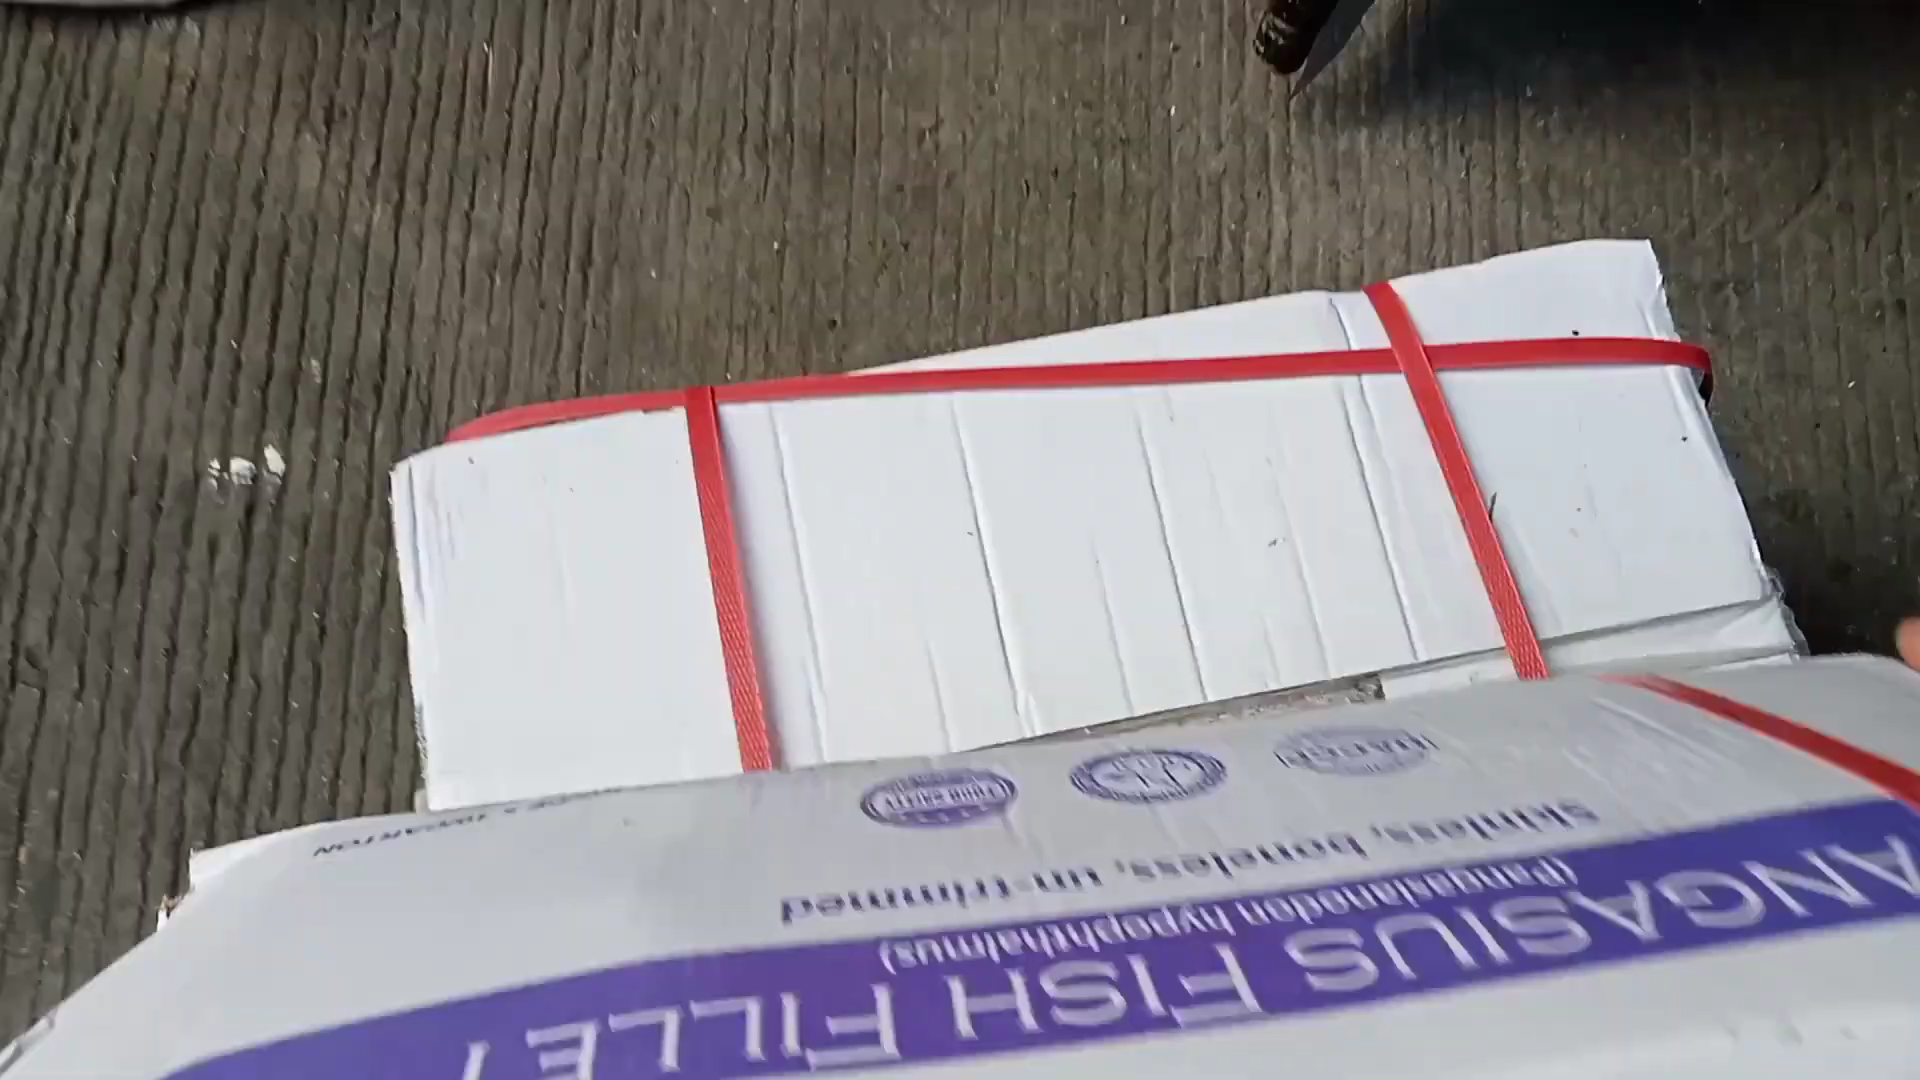 ANGASIUS FISH FILLET
(Pangasianodon hypophthalmus)
skinless, boneless, un-trimmed